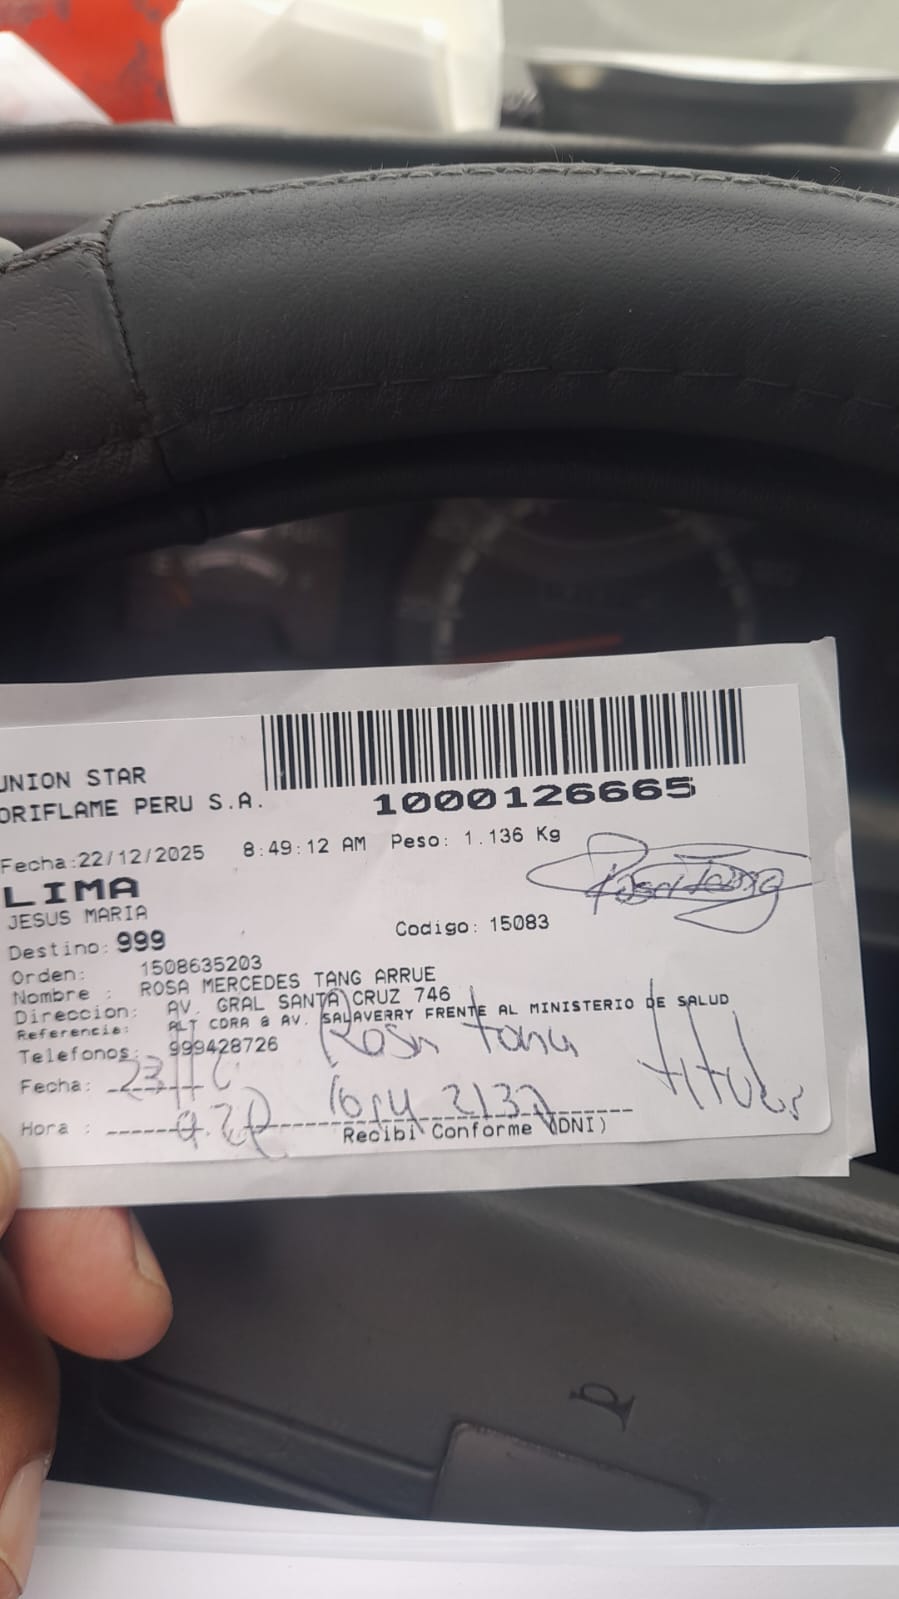 UNION STAR
ORIFLAME PERU S.A.
1000126665
Fecha:22/12/2025 8:49:12 AM Peso: 1.136 Kg
LIMA
JESUS MARIA
Codigo: 15083
Destino: 999
Orden: 1508635203
Nombre : ROSA MERCEDES TANG ARRUE
Direccion: AV. GRAL SANTA CRUZ 746
Referencia: ALT CDRA 8 AV. SALAVERRY FRENTE AL MINISTERIO DE SALUD
Telefonos: 999428726
Rosa Tang
Titular
Fecha: 23
Hora :
Recibi Conforme (DNI)